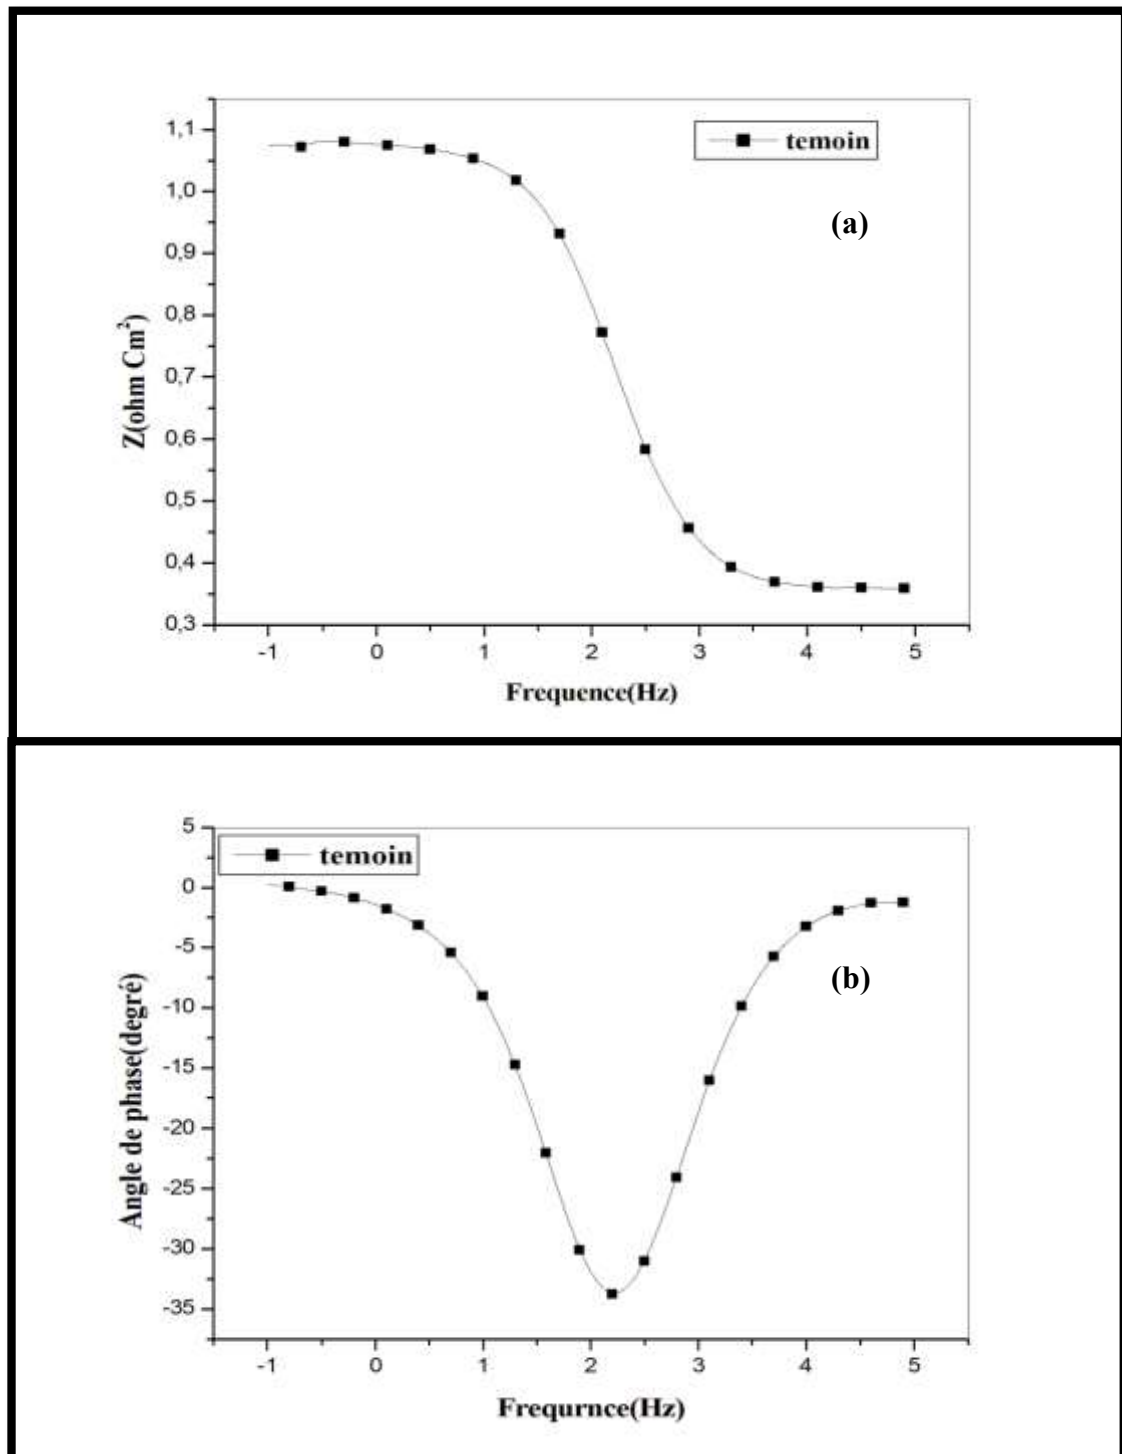 temoin
(a)
1,1
1,0
0,9
0,8
0,7
0,6
0,5
0,4
0,3
Z(ohm Cm²)
-1 0 1 2 3 4 5
Frequence(Hz)
temoin
(b)
5
0
-5
-10
-15
-20
-25
-30
-35
Angle de phase(degré)
-1 0 1 2 3 4 5
Frequrnce(Hz)